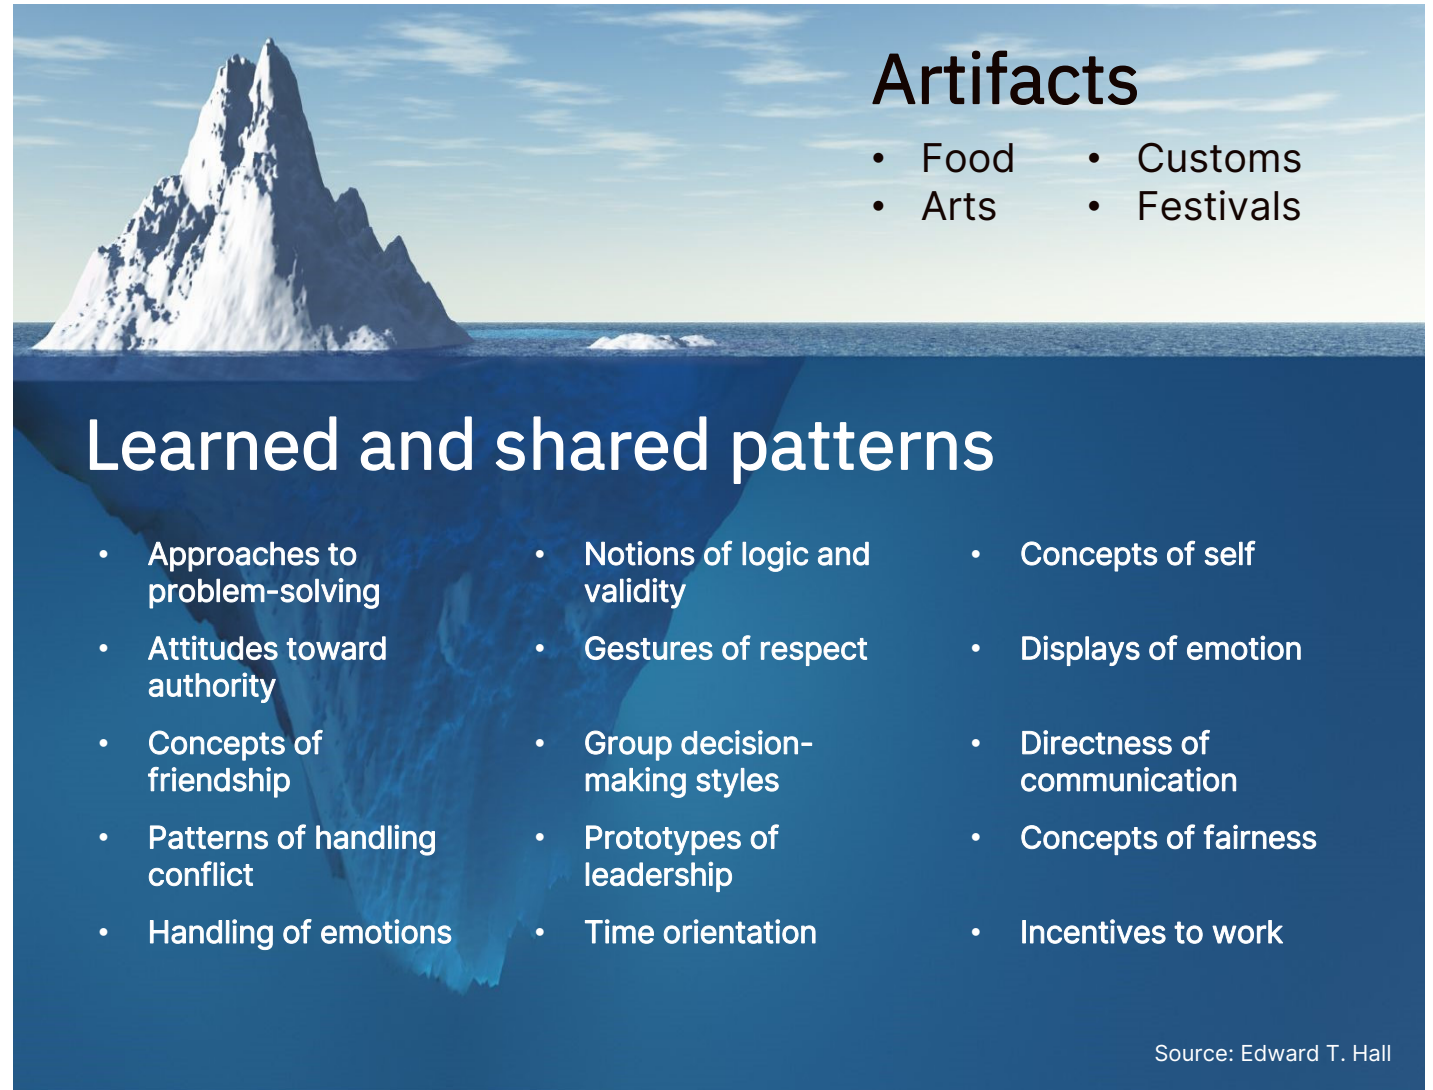 Artifacts
• Food
• Arts
• Customs
• Festivals
Learned and shared patterns
• Approaches to
problem-solving
• Attitudes toward
authority
• Concepts of
friendship
• Patterns of handling
conflict
• Handling of emotions
• Notions of logic and
validity
• Gestures of respect
• Group decision-
making styles
• Prototypes of
leadership
• Time orientation
• Concepts of self
• Displays of emotion
• Directness of
communication
• Concepts of fairness
• Incentives to work
Source: Edward T. Hall